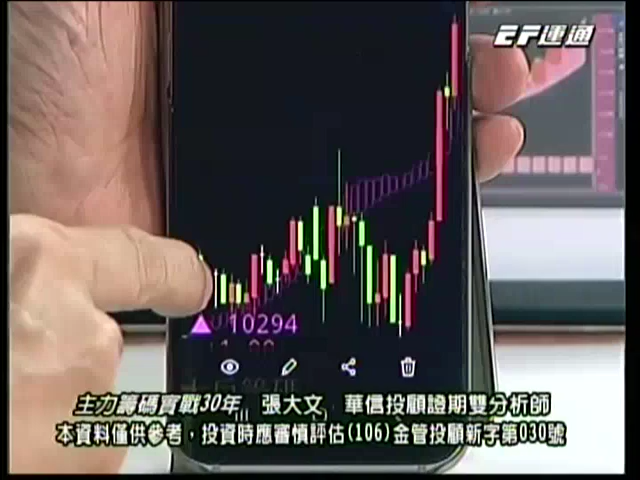 EF運通
10294
主力籌碼實戰30年 張大文 華信投顧證期雙分析師
本資料僅供參考，投資時應審慎評估(106)金管投顧新字第030號